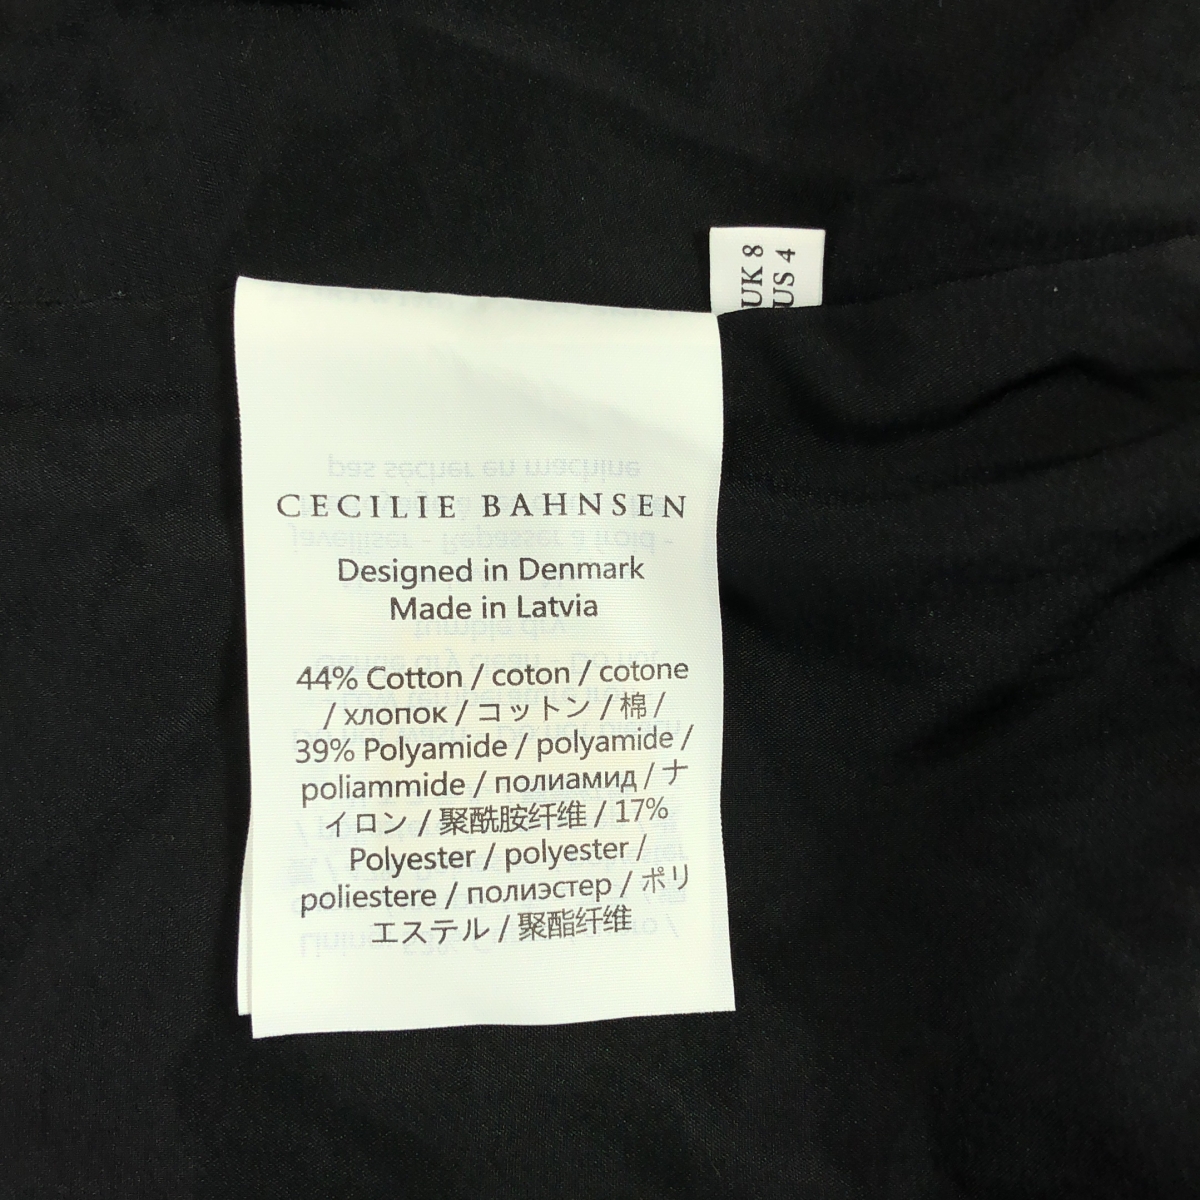 UK 8
US 4
CECILIE BAHNSEN
Designed in Denmark
Made in Latvia
44% Cotton / coton / cotone
/ хлопок / コットン / 棉 /
39% Polyamide / polyamide /
poliammide / полиамид / ナ
イロン / 聚酰胺纤维 / 17%
Polyester / polyester /
poliestere / полиэстер / ポリ
エステル / 聚酯纤维